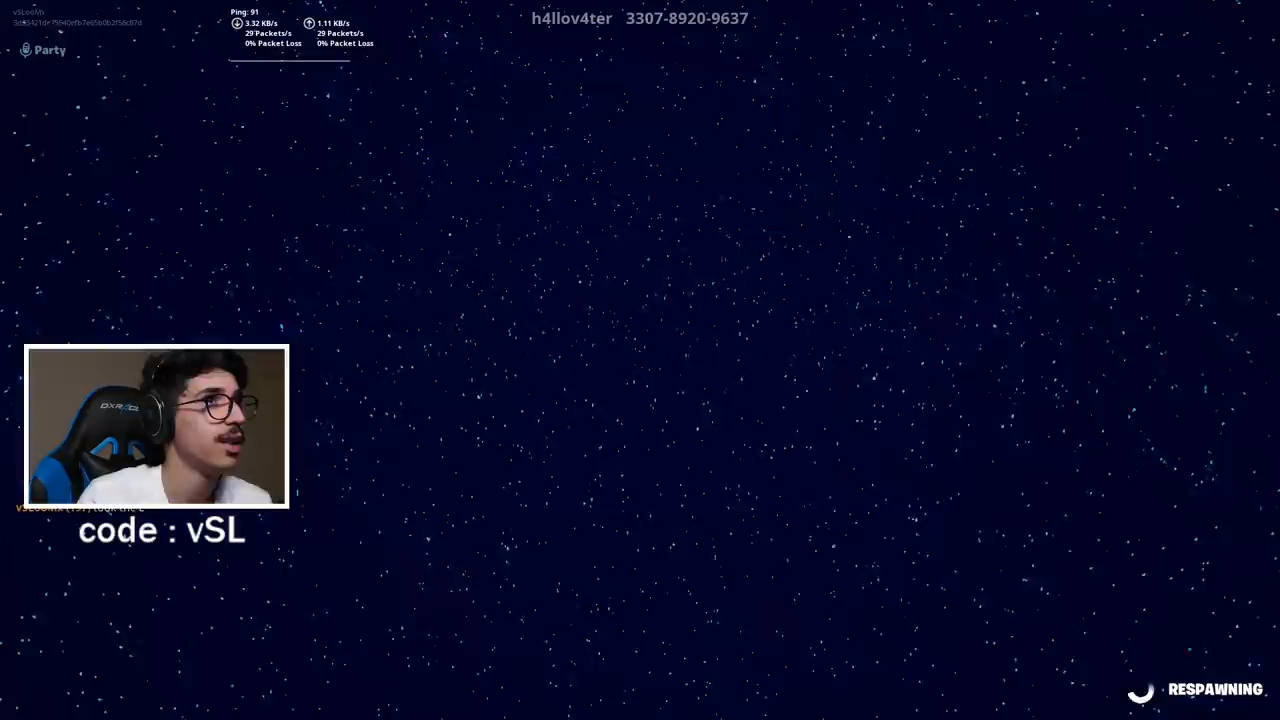 Ping: 91
3.32 KB/s 1.11 KB/s
29 Packets/s 29 Packets/s
0% Packet Loss 0% Packet Loss
h4llov4ter 3307-8920-9637
Party
DXR
code : vSL
RESPAWNING